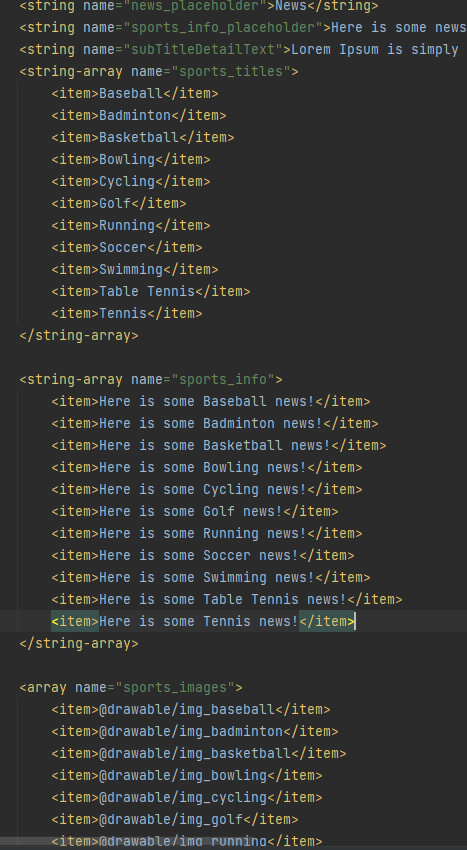 <string name="news_placeholder">News</string>
<string name="sports_info_placeholder">Here is some news
<string name="subTitleDetailText">Lorem Ipsum is simply
<string-array name="sports_titles">
<item>Baseball</item>
<item>Badminton</item>
<item>Basketball</item>
<item>Bowling</item>
<item>Cycling</item>
<item>Golf</item>
<item>Running</item>
<item>Soccer</item>
<item>Swimming</item>
<item>Table Tennis</item>
<item>Tennis</item>
</string-array>
<string-array name="sports_info">
<item>Here is some Baseball news!</item>
<item>Here is some Badminton news!</item>
<item>Here is some Basketball news!</item>
<item>Here is some Bowling news!</item>
<item>Here is some Cycling news!</item>
<item>Here is some Golf news!</item>
<item>Here is some Running news!</item>
<item>Here is some Soccer news!</item>
<item>Here is some Swimming news!</item>
<item>Here is some Table Tennis news!</item>
<item>Here is some Tennis news!</item>
</string-array>
<array name="sports_images">
<item>@drawable/img_baseball</item>
<item>@drawable/img_badminton</item>
<item>@drawable/img_basketball</item>
<item>@drawable/img_bowling</item>
<item>@drawable/img_cycling</item>
<item>@drawable/img_golf</item>
<item>@drawable/img_running</item>